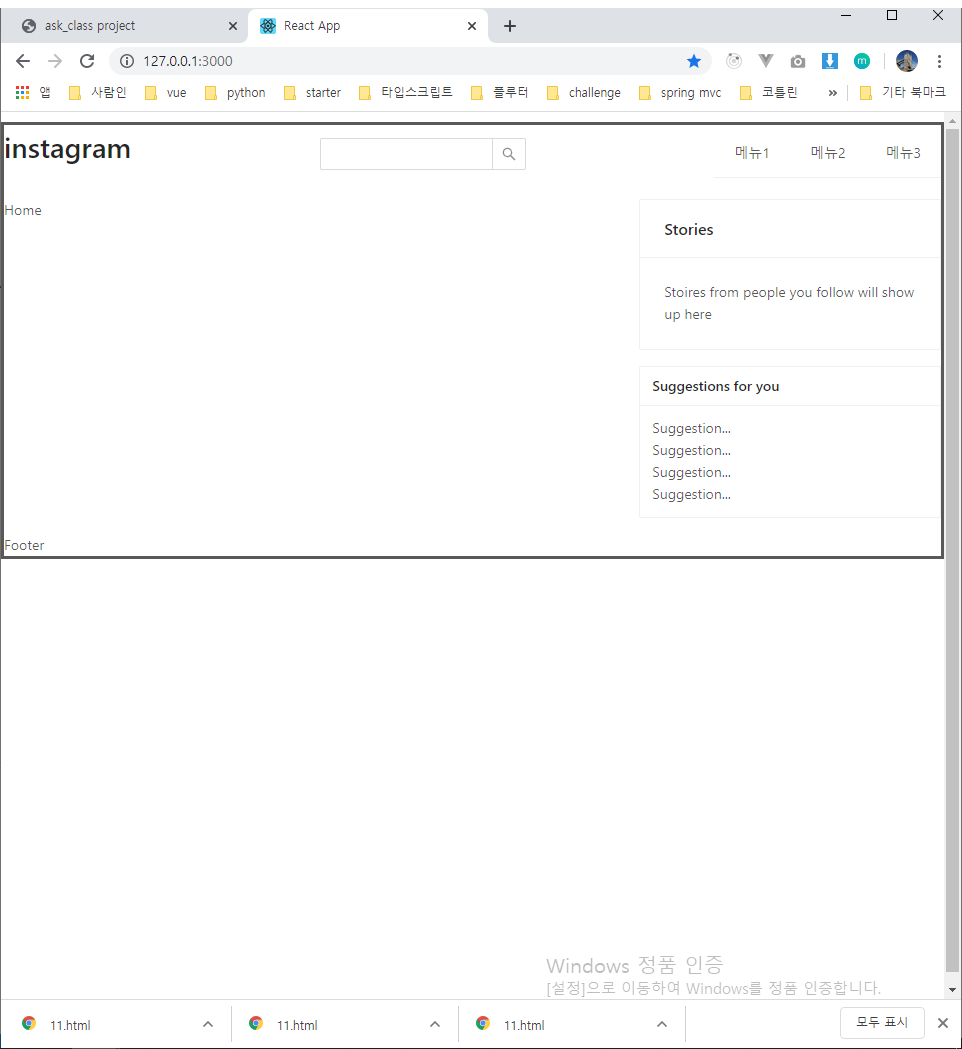 ask_class project
React App
127.0.0.1:3000
앱 사람인 vue python starter 타입스크립트 플루터 challenge spring mvc 코틀린 » 기타 북마크
instagram
메뉴1 메뉴2 메뉴3
Home
Stories
Stoires from people you follow will show
up here
Suggestions for you
Suggestion...
Suggestion...
Suggestion...
Suggestion...
Footer
Windows 정품 인증
[설정]으로 이동하여 Windows를 정품 인증합니다.
11.html 11.html 11.html 모두 표시